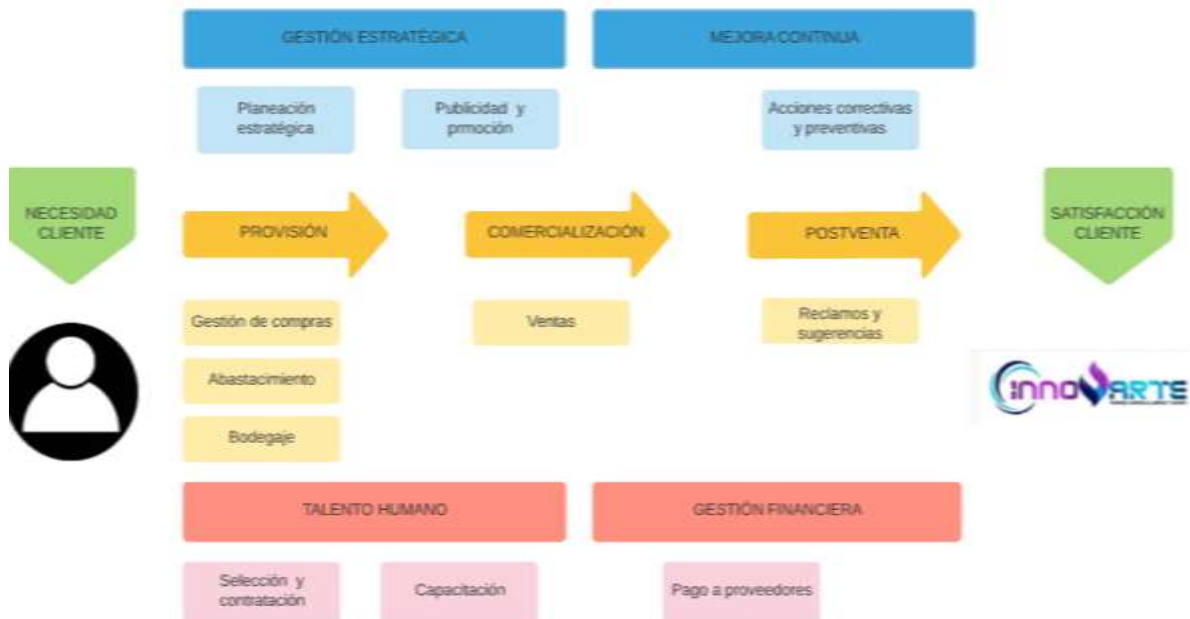 GESTIÓN ESTRATÉGICA
MEJORA CONTINUA
Planeación
estratégica
Publicidad y
prmoción
Acciones correctivas
y preventivas
NECESIDAD
CLIENTE
PROVISIÓN
COMERCIALIZACIÓN
POSTVENTA
SATISFACCIÓN
CLIENTE
Gestión de compras
Ventas
Reclamos y
sugerencias
Abastacimiento
Bodegaje
INNOVARTE
TALENTO HUMANO
GESTIÓN FINANCIERA
Selección y
contratación
Capacitación
Pago a proveedores